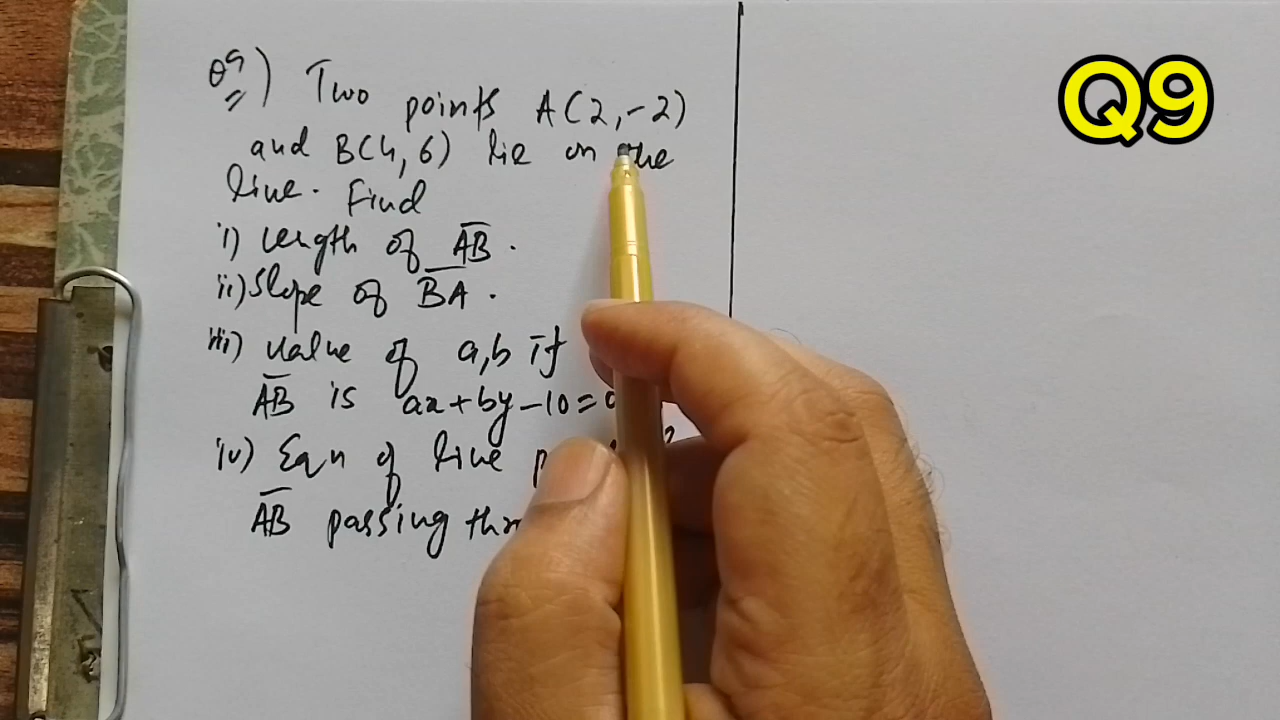 Q9) Two points A(2,-2)
and B(4,6) lie on the
line. Find
i) Length of AB.
ii) Slope of BA.
iii) value of a,b if
AB is ax+by-10=0
iv) Eqn of line
AB passing
Q9